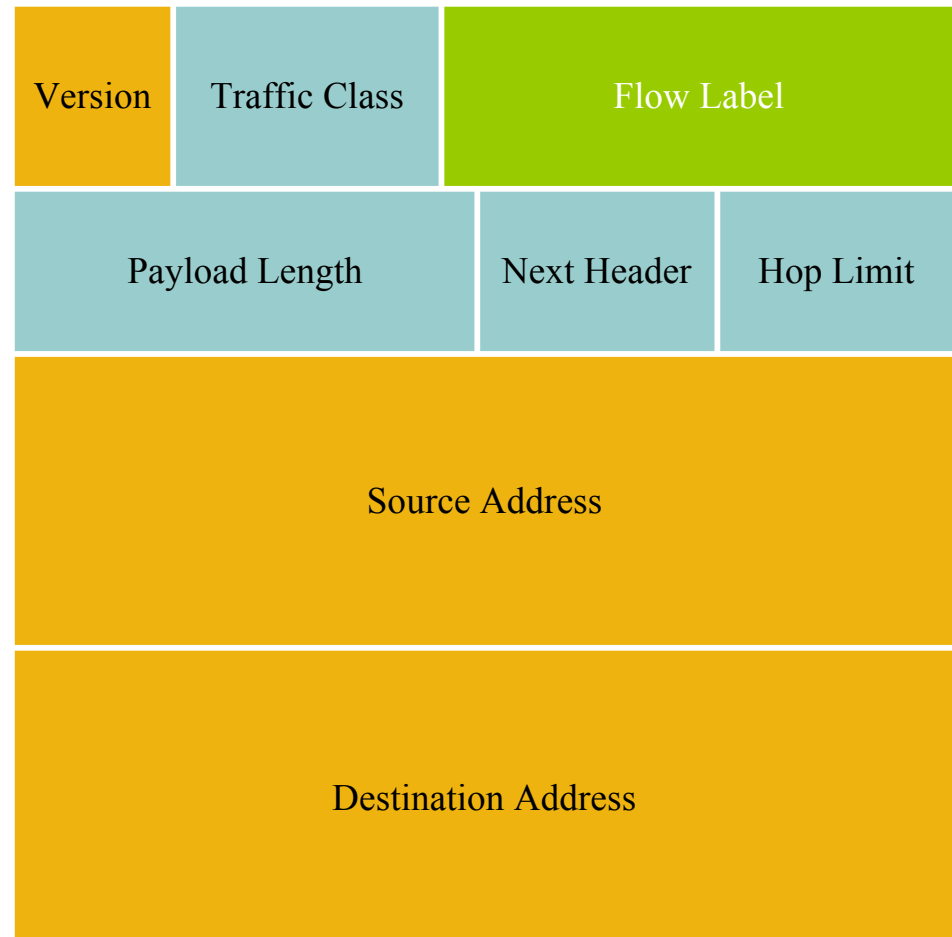 Version
Traffic Class
Flow Label
Payload Length
Next Header
Hop Limit
Source Address
Destination Address